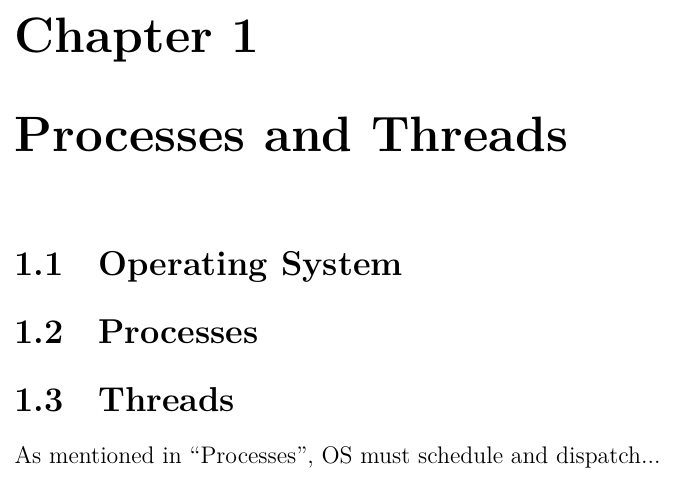 Chapter 1
Processes and Threads
1.1 Operating System
1.2 Processes
1.3 Threads
As mentioned in “Processes”, OS must schedule and dispatch...